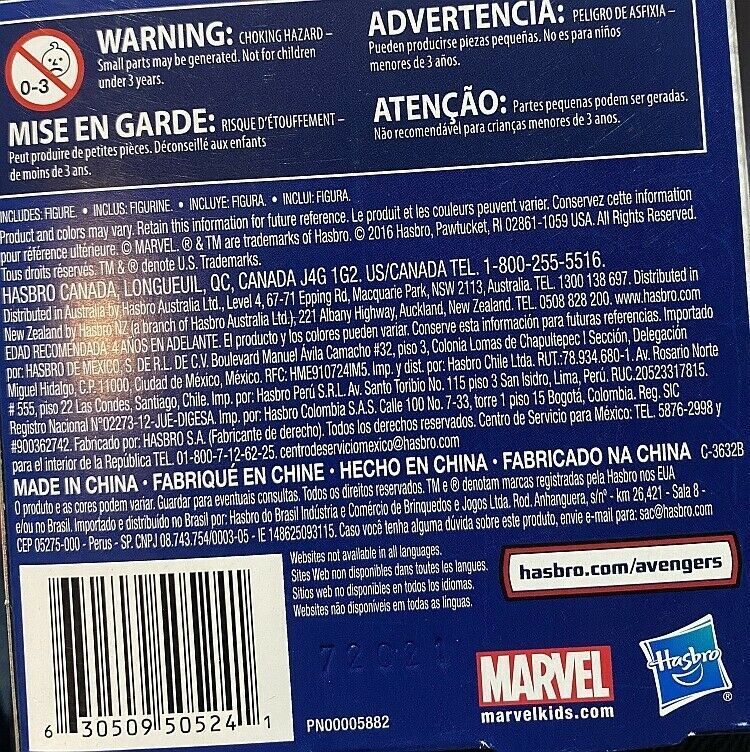 WARNING: CHOKING HAZARD –
Small parts may be generated. Not for children
under 3 years.
0-3
ADVERTENCIA: PELIGRO DE ASFIXIA –
Pueden producirse piezas pequeñas. No es para niños
menores de 3 años.
MISE EN GARDE: RISQUE D'ÉTOUFFEMENT –
Peut produire de petites pièces. Déconseillé aux enfants
de moins de 3 ans.
ATENÇÃO: Partes pequenas podem ser geradas.
Não recomendável para crianças menores de 3 anos.
INCLUDES: FIGURE. • INCLUS: FIGURINE. • INCLUYE: FIGURA. • INCLUI: FIGURA.
Product and colors may vary. Retain this information for future reference. Le produit et les couleurs peuvent varier. Conservez cette information
pour référence ultérieure. © MARVEL. ® & TM are trademarks of Hasbro. © 2016 Hasbro, Pawtucket, RI 02861-1059 USA. All Rights Reserved.
Tous droits réservés. TM & ® denote U.S. Trademarks.
HASBRO CANADA, LONGUEUIL, QC, CANADA J4G 1G2. US/CANADA TEL. 1-800-255-5516.
Distributed in Australia by Hasbro Australia Ltd., Level 4, 67-71 Epping Rd, Macquarie Park, NSW 2113, Australia. TEL. 1300 138 697. Distributed in
New Zealand by Hasbro NZ (a branch of Hasbro Australia Ltd.), 221 Albany Highway, Auckland, New Zealand. TEL. 0508 828 200. www.hasbro.com
EDAD RECOMENDADA: 4 AÑOS EN ADELANTE. El producto y los colores pueden variar. Conserve esta información para futuras referencias. Importado
por: HASBRO DE MÉXICO, S. DE R.L. DE C.V. Boulevard Manuel Ávila Camacho #32, piso 3, Colonia Lomas de Chapultepec I Sección, Delegación
Miguel Hidalgo, C.P. 11000, Ciudad de México, México. RFC: HME910724IM5. Imp. y dist. por: Hasbro Chile Ltda. RUT:78.934.680-1. Av. Rosario Norte
# 555, piso 22 Las Condes, Santiago, Chile. Imp. por: Hasbro Perú S.R.L. Av. Santo Toribio No. 115 piso 3 San Isidro, Lima, Perú. RUC.20523317815.
Registro Nacional N°02273-12-JUE-DIGESA. Imp. por: Hasbro Colombia S.A.S. Calle 100 No. 7-33, torre 1 piso 15 Bogotá, Colombia. Reg. SIC
#900362742. Fabricado por: HASBRO S.A. (Fabricante de derecho). Todos los derechos reservados. Centro de Servicio para México: TEL. 5876-2998 y
para el interior de la República TEL. 01-800-7-12-62-25. centrodeserviciomexico@hasbro.com
MADE IN CHINA • FABRIQUÉ EN CHINE • HECHO EN CHINA • FABRICADO NA CHINA C-3632B
O produto e as cores podem variar. Guardar para eventuais consultas. Todos os direitos reservados. TM e ® denotam marcas registradas pela Hasbro nos EUA
e/ou no Brasil. Importado e distribuído no Brasil por: Hasbro do Brasil Indústria e Comércio de Brinquedos e Jogos Ltda. Rod. Anhanguera, s/nº - km 26,421 - Sala 8 -
CEP 05275-000 - Perus - SP. CNPJ 08.743.754/0003-05 - IE 148625093115. Caso você tenha alguma dúvida sobre este produto, envie e-mail para: sac@hasbro.com
Websites not available in all languages.
Sites Web non disponibles dans toutes les langues.
Sitios web no disponibles en todos los idiomas.
Websites não disponíveis em todas as línguas.
hasbro.com/avengers
72021
MARVEL
marvelkids.com
Hasbro
®
6 30509 50524 1
PN00005882